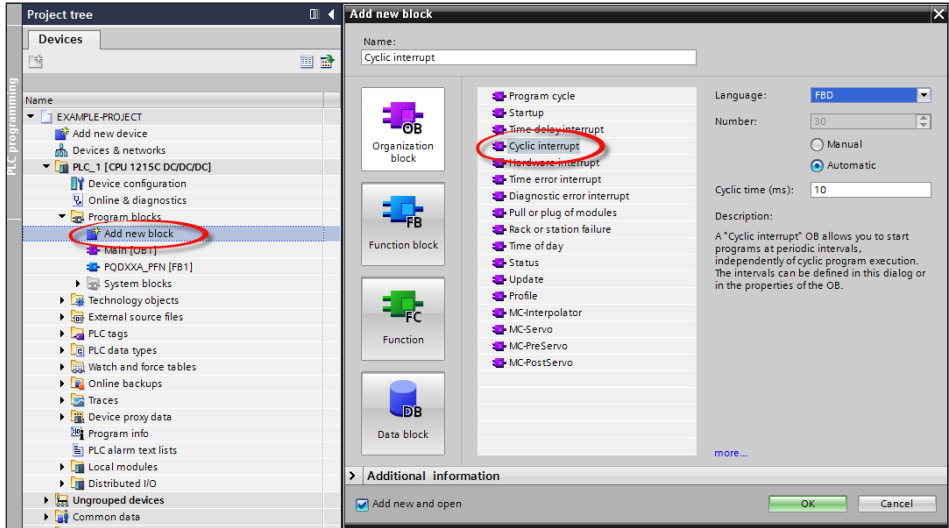 Project tree
Devices
PLC programming
Name
EXAMPLE-PROJECT
Add new device
Devices & networks
PLC_1 [CPU 1215C DC/DC/DC]
Device configuration
Online & diagnostics
Program blocks
Add new block
Main [OB1]
PQDXXA_PFN [FB1]
System blocks
Technology objects
External source files
PLC tags
PLC data types
Watch and force tables
Online backups
Traces
Device proxy data
Program info
PLC alarm text lists
Local modules
Distributed I/O
Ungrouped devices
Common data
Add new block
Name:
Cyclic interrupt
OB
Organization
block
FB
Function block
FC
Function
DB
Data block
Program cycle
Startup
Time delay interrupt
Cyclic interrupt
Hardware interrupt
Time error interrupt
Diagnostic error interrupt
Pull or plug of modules
Rack or station failure
Time of day
Status
Update
Profile
MC-Interpolator
MC-Servo
MC-PreServo
MC-PostServo
Language: FBD
Number: 30
Manual
Automatic
Cyclic time (ms): 10
Description:
A "Cyclic interrupt" OB allows you to start
programs at periodic intervals,
independently of cyclic program execution.
The intervals can be defined in this dialog or
in the properties of the OB.
more...
Additional information
Add new and open
OK
Cancel